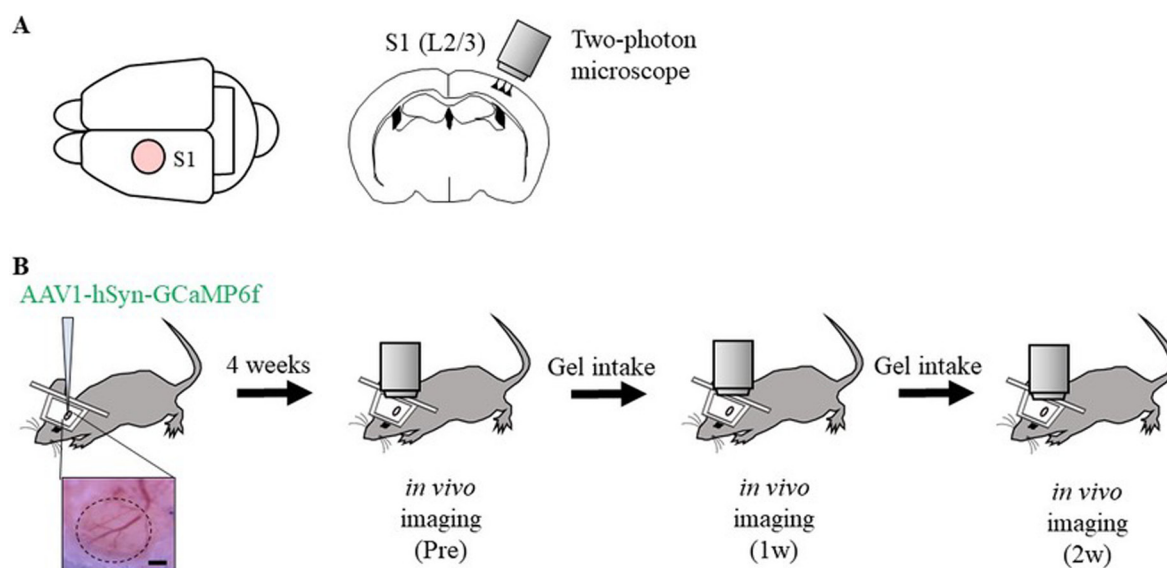 A
S1
S1 (L2/3)
Two-photon
microscope
B
AAV1-hSyn-GCaMP6f
4 weeks
Gel intake
Gel intake
in vivo
imaging
(Pre)
in vivo
imaging
(1w)
in vivo
imaging
(2w)